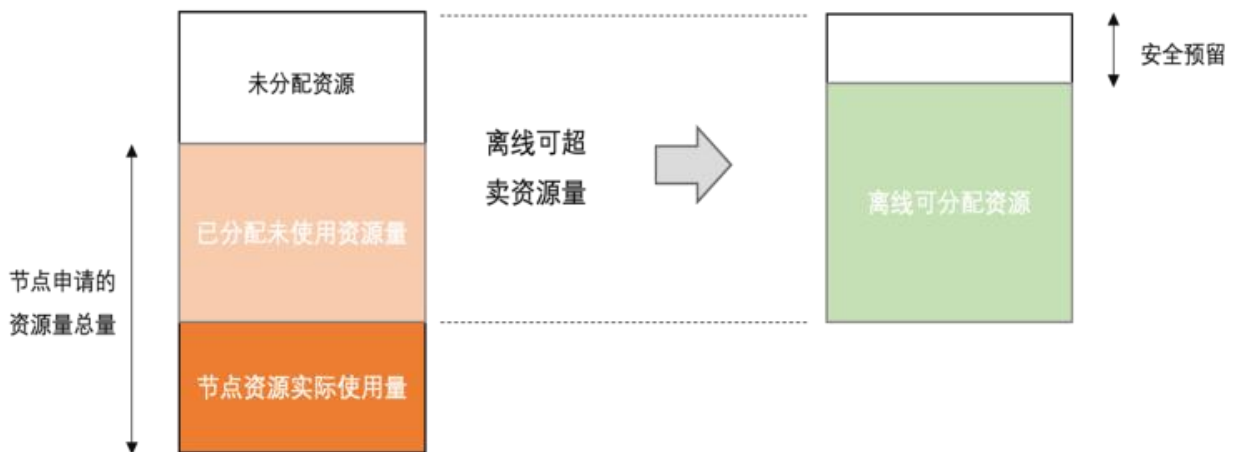 未分配资源
已分配未使用资源量
节点资源实际使用量
节点申请的
资源量总量
离线可超
卖资源量
离线可分配资源
安全预留